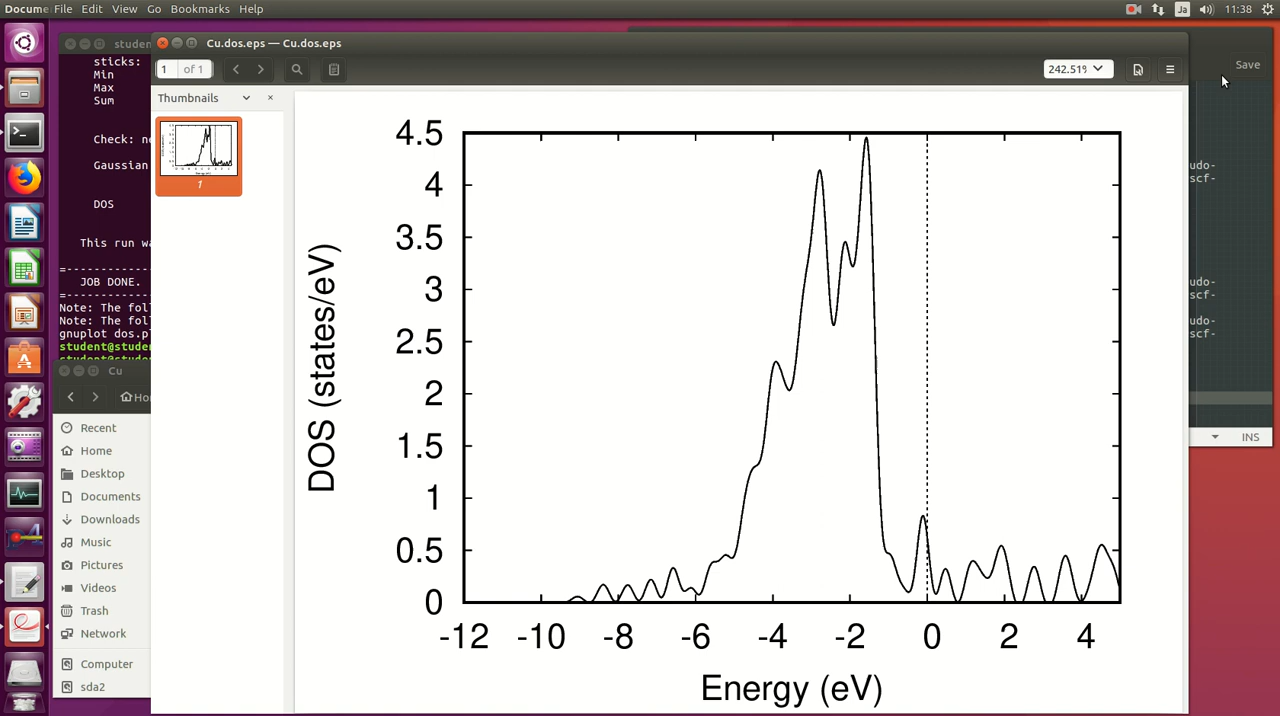 Docume File Edit View Go Bookmarks Help Ja 11:38
studen
Cu.dos.eps — Cu.dos.eps
1 of 1 242.51%
Save
sticks:
Min
Max
Sum
Check: ne
Gaussian
DOS
This run wa
=------------
JOB DONE.
=------------
Note: The fol
Note: The fol
gnuplot dos.p
student@stude
Thumbnails
1
udo-
scf-
udo-
scf-
udo-
scf-
INS
Cu
Ho
Recent
Home
Desktop
Documents
Downloads
Music
Pictures
Videos
Trash
Network
Computer
sda2
DOS (states/eV)
4.5
4
3.5
3
2.5
2
1.5
1
0.5
0
-12 -10 -8 -6 -4 -2 0 2 4
Energy (eV)